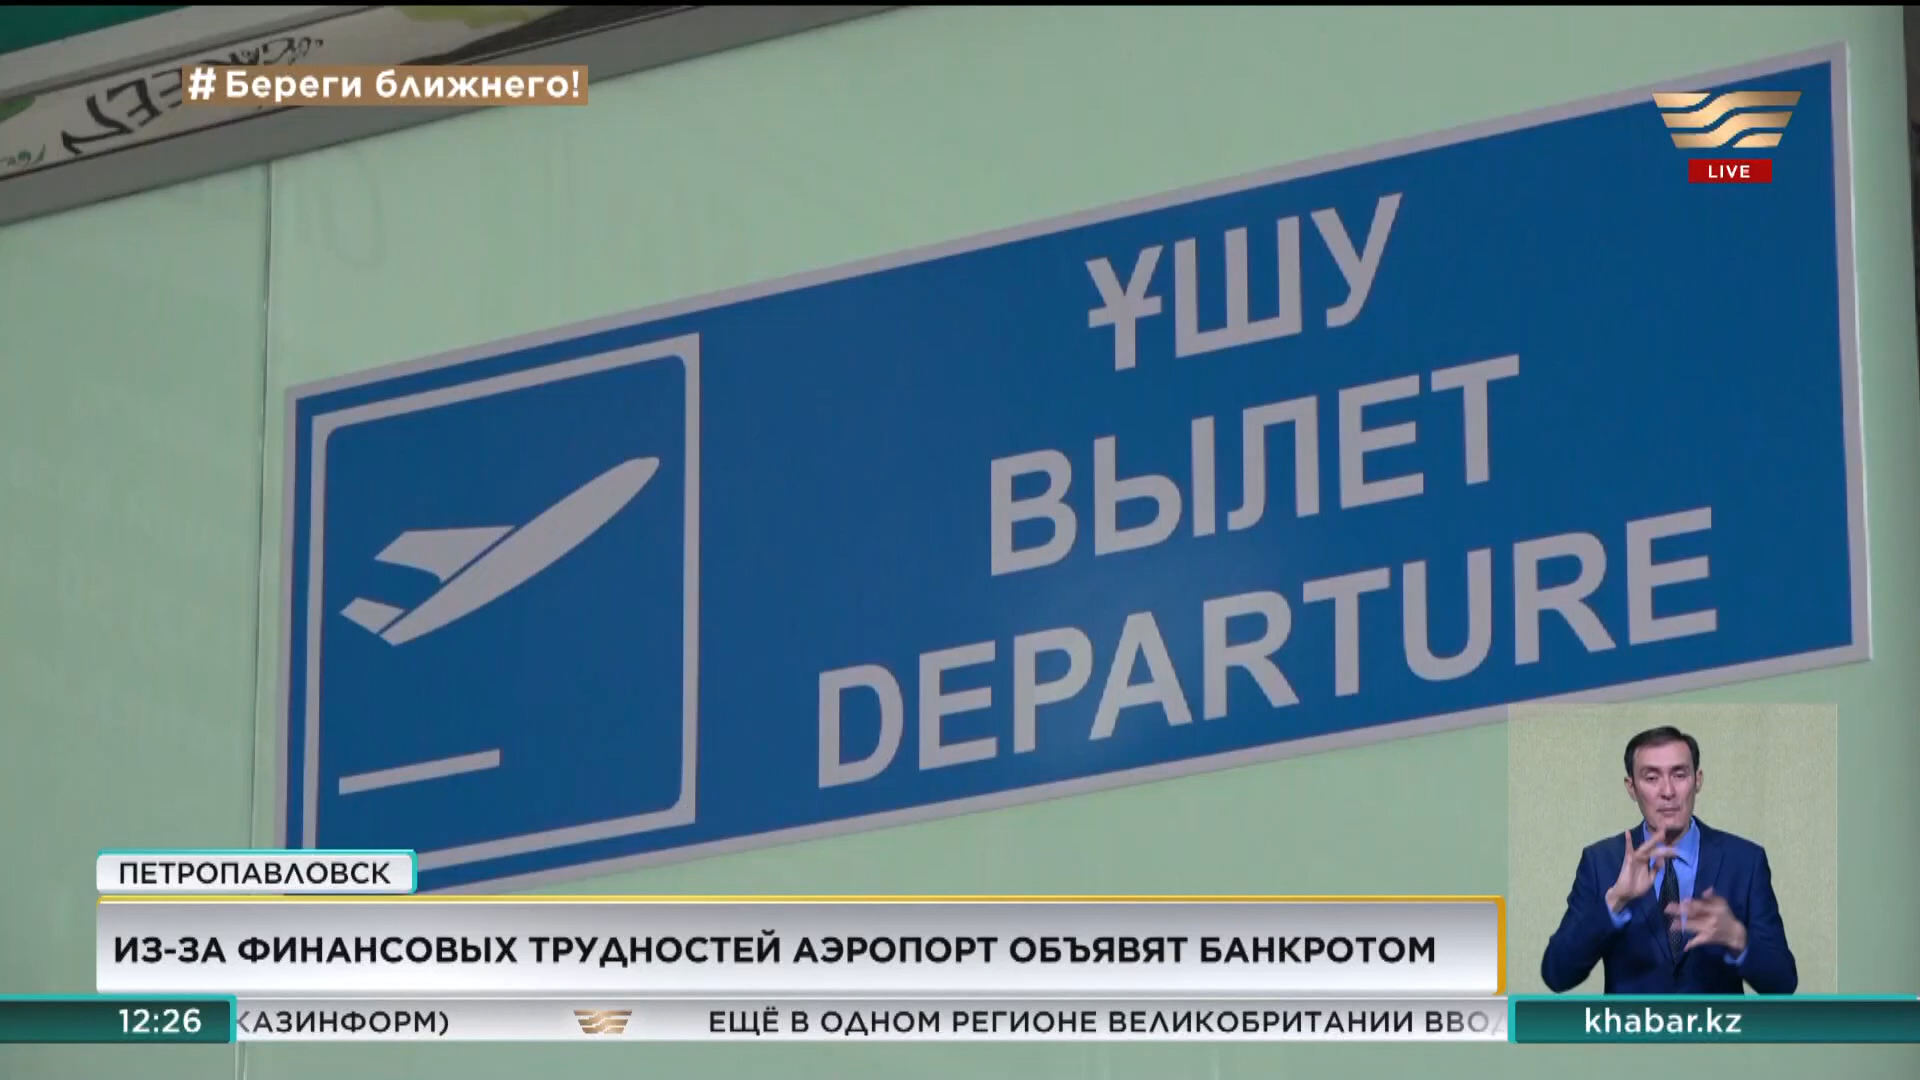 #Береги ближнего!
LIVE
ҰШУ
ВЫЛЕТ
DEPARTURE
ПЕТРОПАВЛОВСК
ИЗ-ЗА ФИНАНСОВЫХ ТРУДНОСТЕЙ АЭРОПОРТ ОБЪЯВЯТ БАНКРОТОМ
12:26
КАЗИНФОРМ)
ЕЩЁ В ОДНОМ РЕГИОНЕ ВЕЛИКОБРИТАНИИ ВВО
khabar.kz